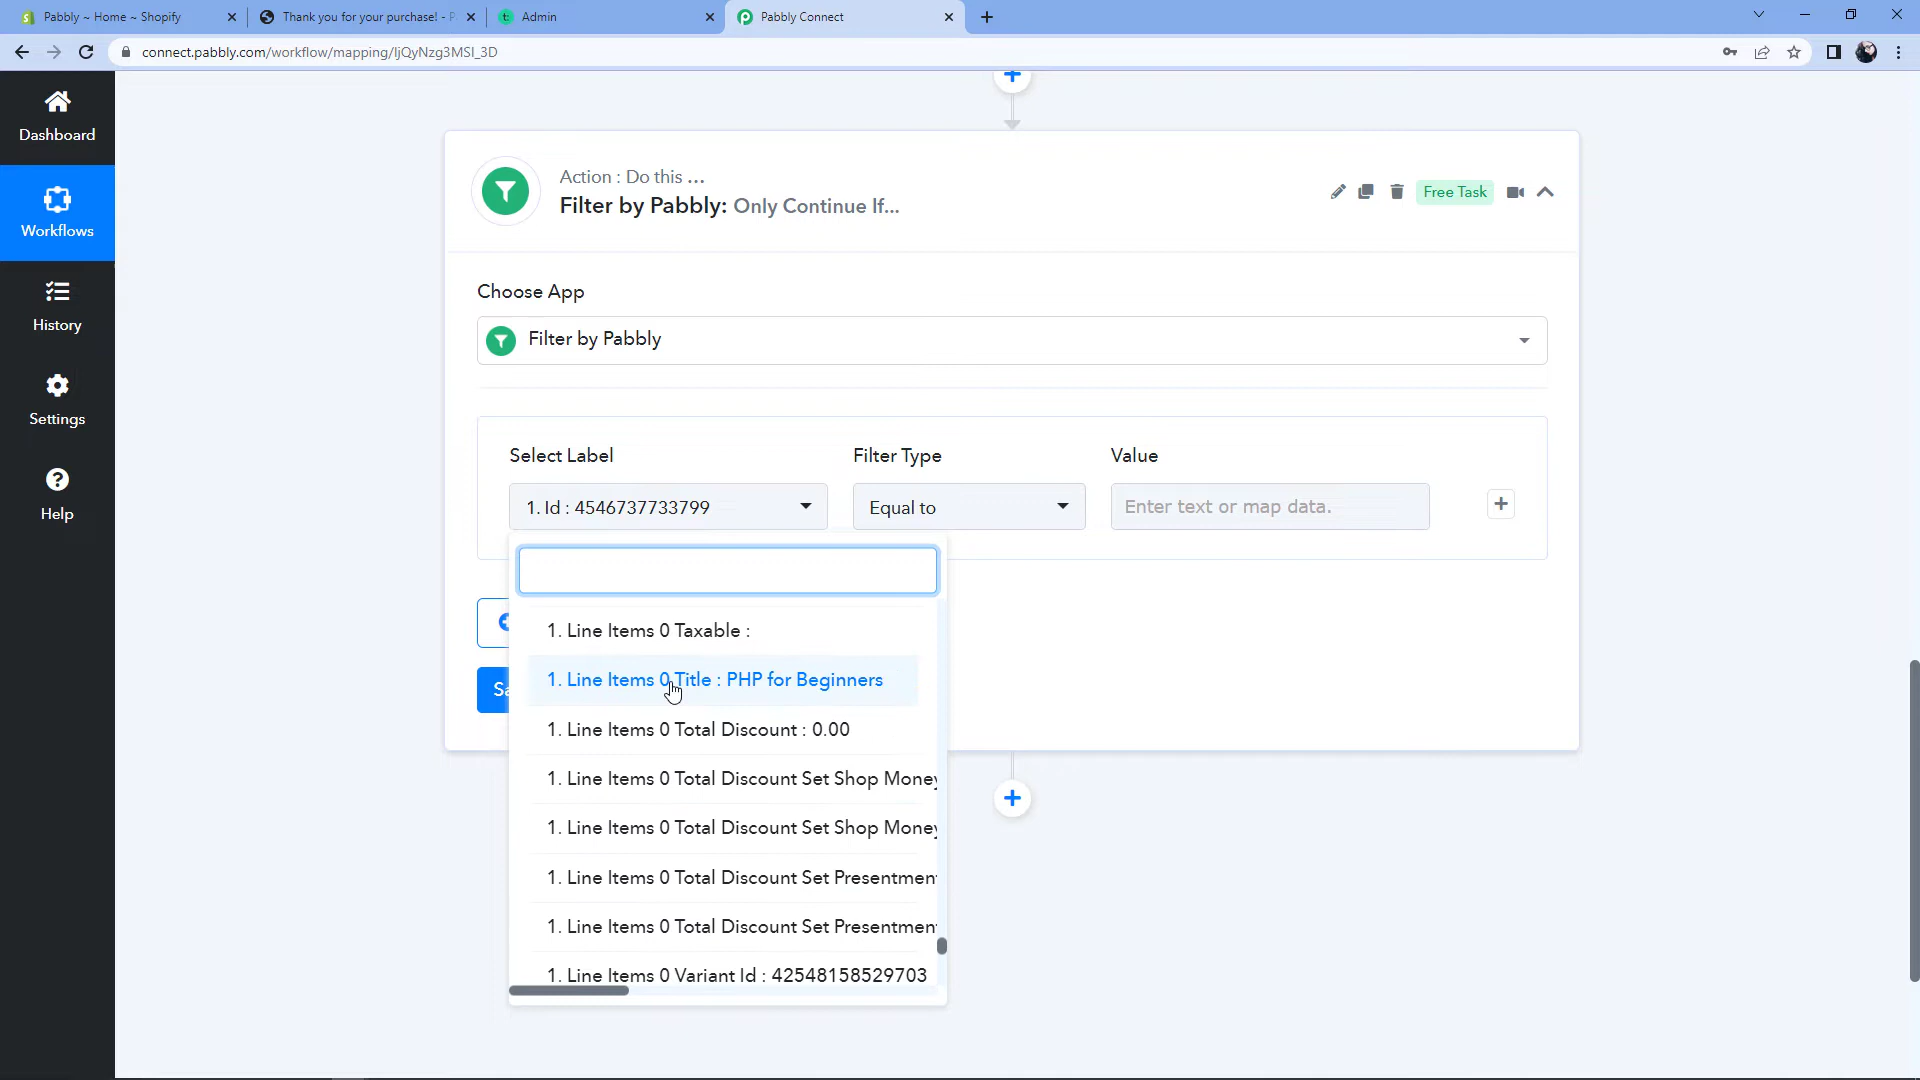 Pabbly ~ Home ~ Shopify
Thank you for your purchase! - P
Admin
Pabbly Connect
connect.pabbly.com/workflow/mapping/IjQyNzg3MSI_3D
Dashboard
Workflows
History
Settings
Help
Action : Do this ...
Filter by Pabbly: Only Continue If...
Free Task
Choose App
Filter by Pabbly
Select Label
Filter Type
Value
1. Id : 4546737733799
Equal to
Enter text or map data.
1. Line Items 0 Taxable :
1. Line Items 0 Title : PHP for Beginners
Sa
1. Line Items 0 Total Discount : 0.00
1. Line Items 0 Total Discount Set Shop Money
1. Line Items 0 Total Discount Set Shop Money
1. Line Items 0 Total Discount Set Presentment
1. Line Items 0 Total Discount Set Presentment
1. Line Items 0 Variant Id : 42548158529703